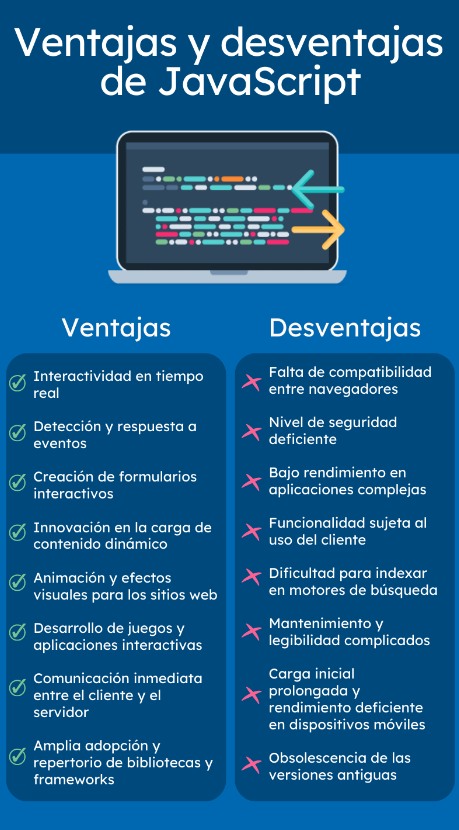 Ventajas y desventajas
de JavaScript
Ventajas
Interactividad en tiempo
real
Detección y respuesta a
eventos
Creación de formularios
interactivos
Innovación en la carga de
contenido dinámico
Animación y efectos
visuales para los sitios web
Desarrollo de juegos y
aplicaciones interactivas
Comunicación inmediata
entre el cliente y el
servidor
Amplia adopción y
repertorio de bibliotecas y
frameworks
Desventajas
Falta de compatibilidad
entre navegadores
Nivel de seguridad
deficiente
Bajo rendimiento en
aplicaciones complejas
Funcionalidad sujeta al
uso del cliente
Dificultad para indexar
en motores de búsqueda
Mantenimiento y
legibilidad complicados
Carga inicial
prolongada y
rendimiento deficiente
en dispositivos móviles
Obsolescencia de las
versiones antiguas